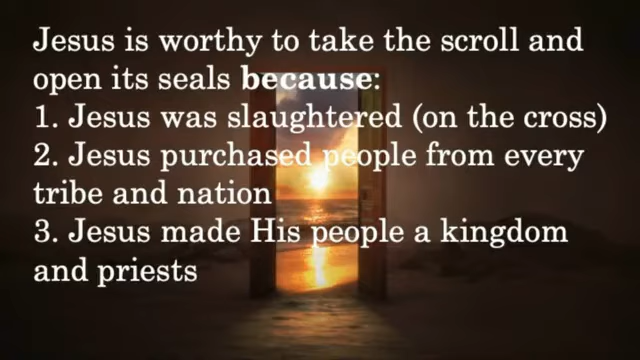 Jesus is worthy to take the scroll and
open its seals because:
1. Jesus was slaughtered (on the cross)
2. Jesus purchased people from every
tribe and nation
3. Jesus made His people a kingdom
and priests